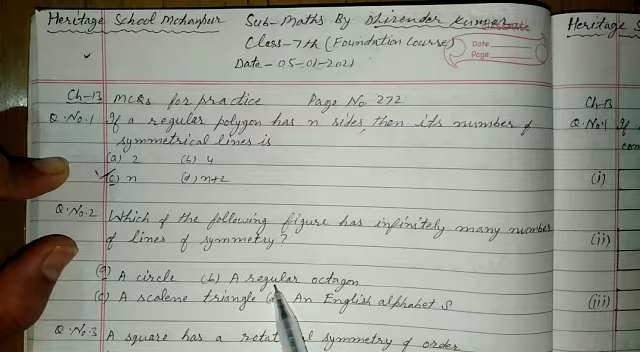 Heritage School Mohanpur Sub-Maths By Dhirender Kumar
Class-7th (Foundation Course)
Date- 05-01-2021
classmate
Date
Page
Ch-13 MCQs for practice Page No. 272
Q.No.1 If a regular polygon has n sides, then its number of
symmetrical lines is
(a) 2 (b) 4
(c) n (d) n+2
Q.No.2 Which of the following figure has infinitely many number
of lines of symmetry?
(a) A circle (b) A regular octagon
(c) A scalene triangle An English alphabet S
Q.No.3 A square has a symmetry of order
Heritage S
Ch-13
Q.No.1 If
con
(i)
(ii)
(iii)